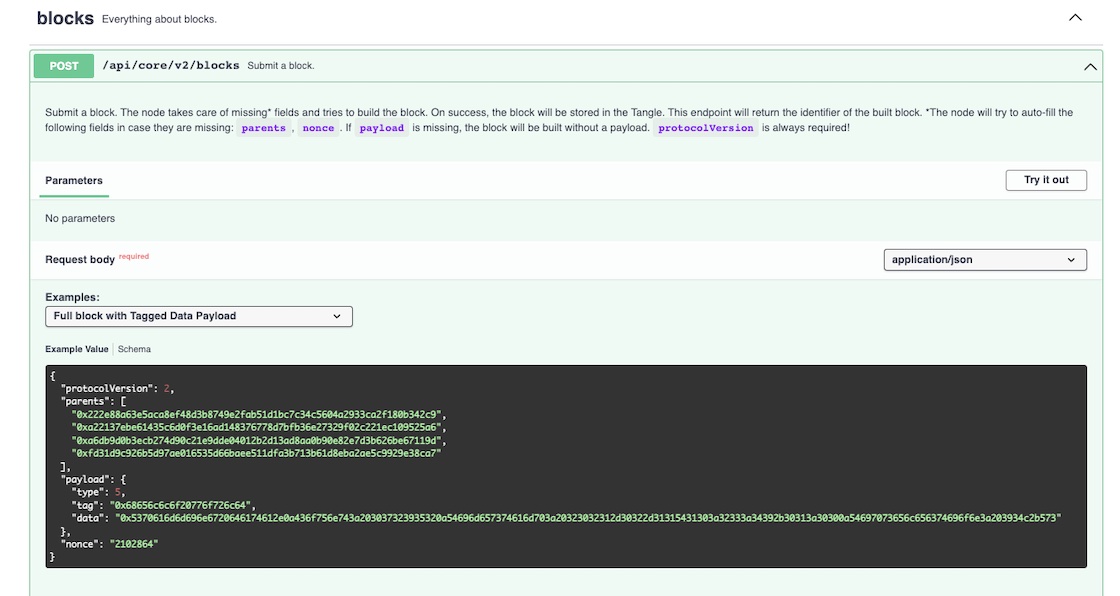 blocks Everything about blocks.
POST /api/core/v2/blocks Submit a block.
Submit a block. The node takes care of missing* fields and tries to build the block. On success, the block will be stored in the Tangle. This endpoint will return the identifier of the built block. *The node will try to auto-fill the
following fields in case they are missing: parents , nonce . If payload is missing, the block will be built without a payload. protocolVersion is always required!
Parameters
Try it out
No parameters
Request body required
application/json
Examples:
Full block with Tagged Data Payload
Example Value Schema
{
"protocolVersion": 2,
"parents": [
"0x222e88a63e5aca8ef48d3b8749e2fab51d1bc7c34c5604a2933ca2f180b342c9",
"0xa22137ebe61435c6d0f3e16ad148376778d7bfb36e27329f02c221ec109525a6",
"0xa6db9d0b3ecb274d90c21e9dde04012b2d13ad8aa0b90e82e7d3b626be67119d",
"0xfd31d9c926b5d97ae016535d66baee511dfa3b713b61d8eba2ae5c9929e38ca7"
],
"payload": {
"type": 5,
"tag": "0x68656c6c6f20776f726c64",
"data": "0x5370616d6d696e6720646174612e0a436f756e743a203037323935320a54696d657374616d703a20323032312d30322d31315431303a32333a34392b30313a30300a54697073656c656374696f6e3a203934c2b573"
},
"nonce": "2102864"
}